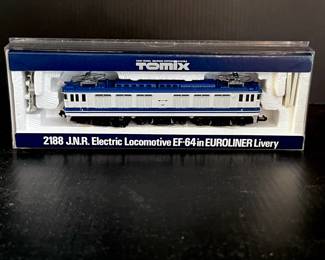 TOMIX
2188 J.N.R. Electric Locomotive EF-64 in EUROLINER Livery